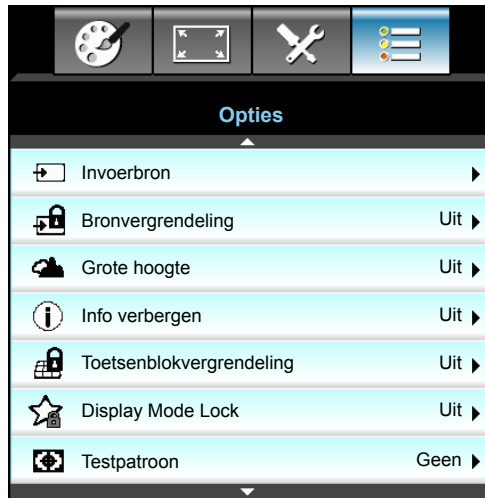 Opties
Invoerbron
Bronvergrendeling Uit
Grote hoogte Uit
Info verbergen Uit
Toetsenblokvergrendeling Uit
Display Mode Lock Uit
Testpatroon Geen